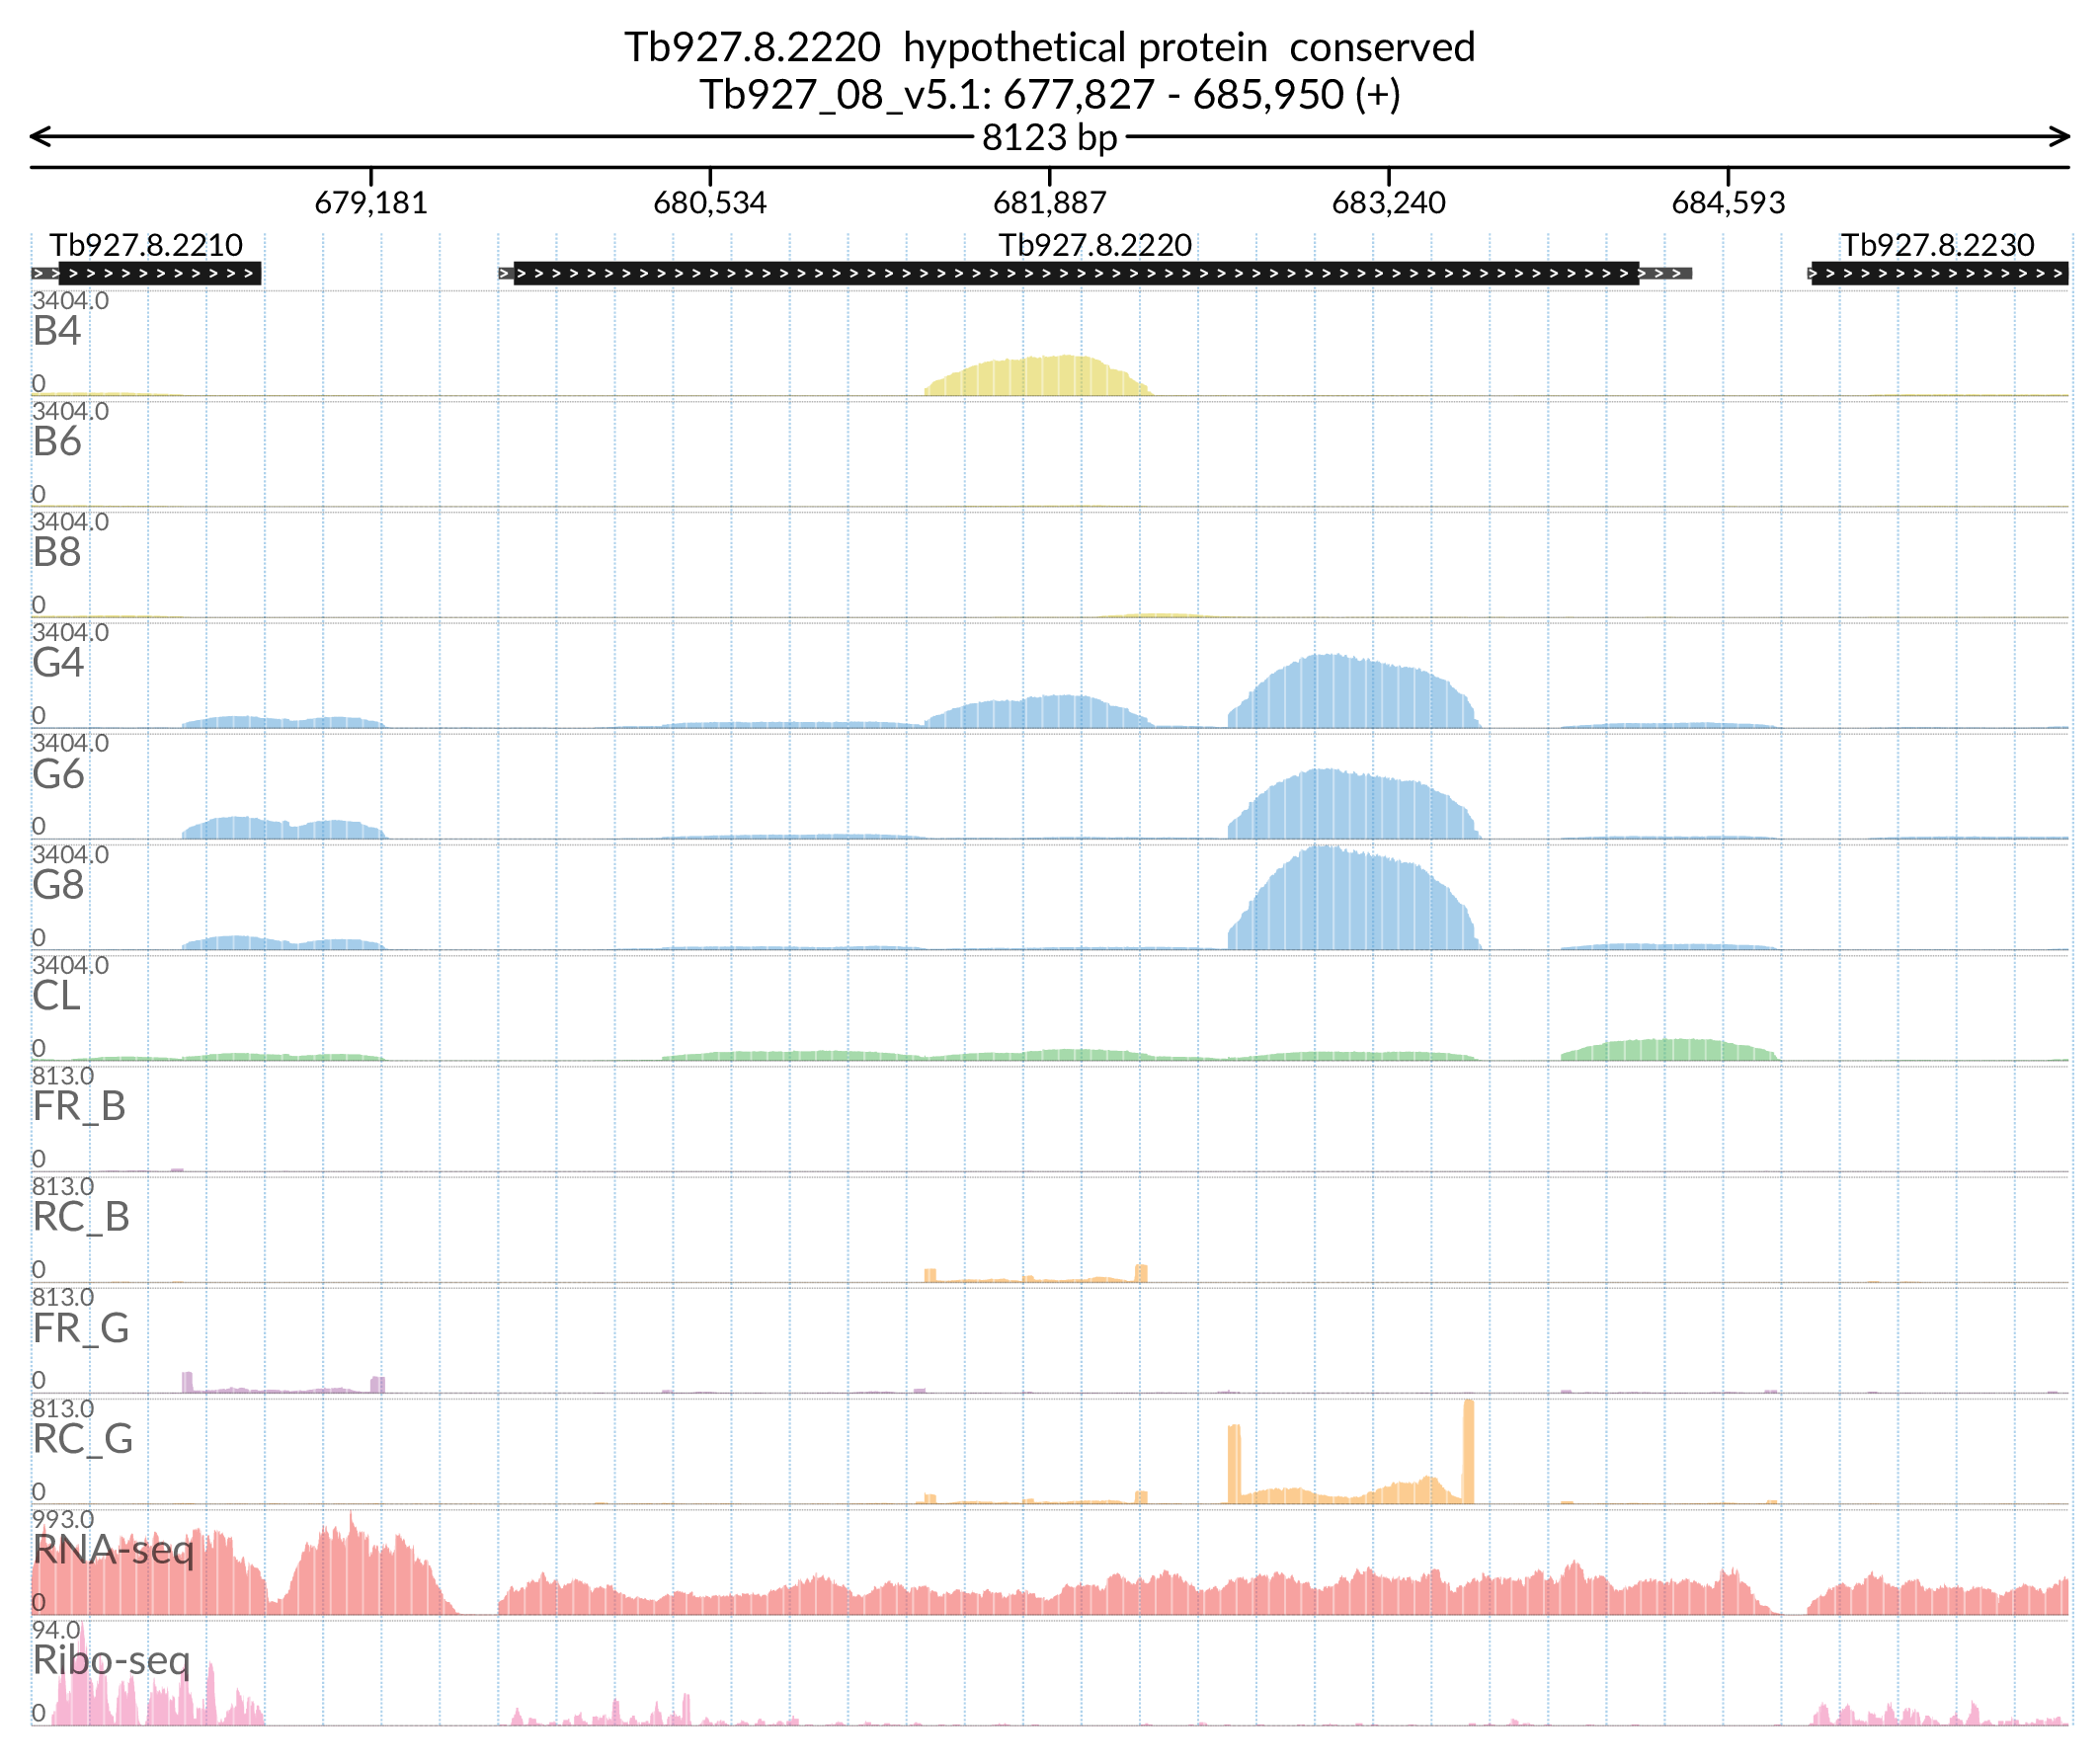 Tb927.8.2220 hypothetical protein conserved
Tb927_08_v5.1: 677,827 - 685,950 (+)
8123 bp
679,181 680,534 681,887 683,240 684,593
Tb927.8.2210 Tb927.8.2220 Tb927.8.2230
3404.0
B4
0
3404.0
B6
0
3404.0
B8
0
3404.0
G4
0
3404.0
G6
0
3404.0
G8
0
3404.0
CL
0
813.0
FR_B
0
813.0
RC_B
0
813.0
FR_G
0
813.0
RC_G
0
993.0
RNA-seq
0
94.0
Ribo-seq
0